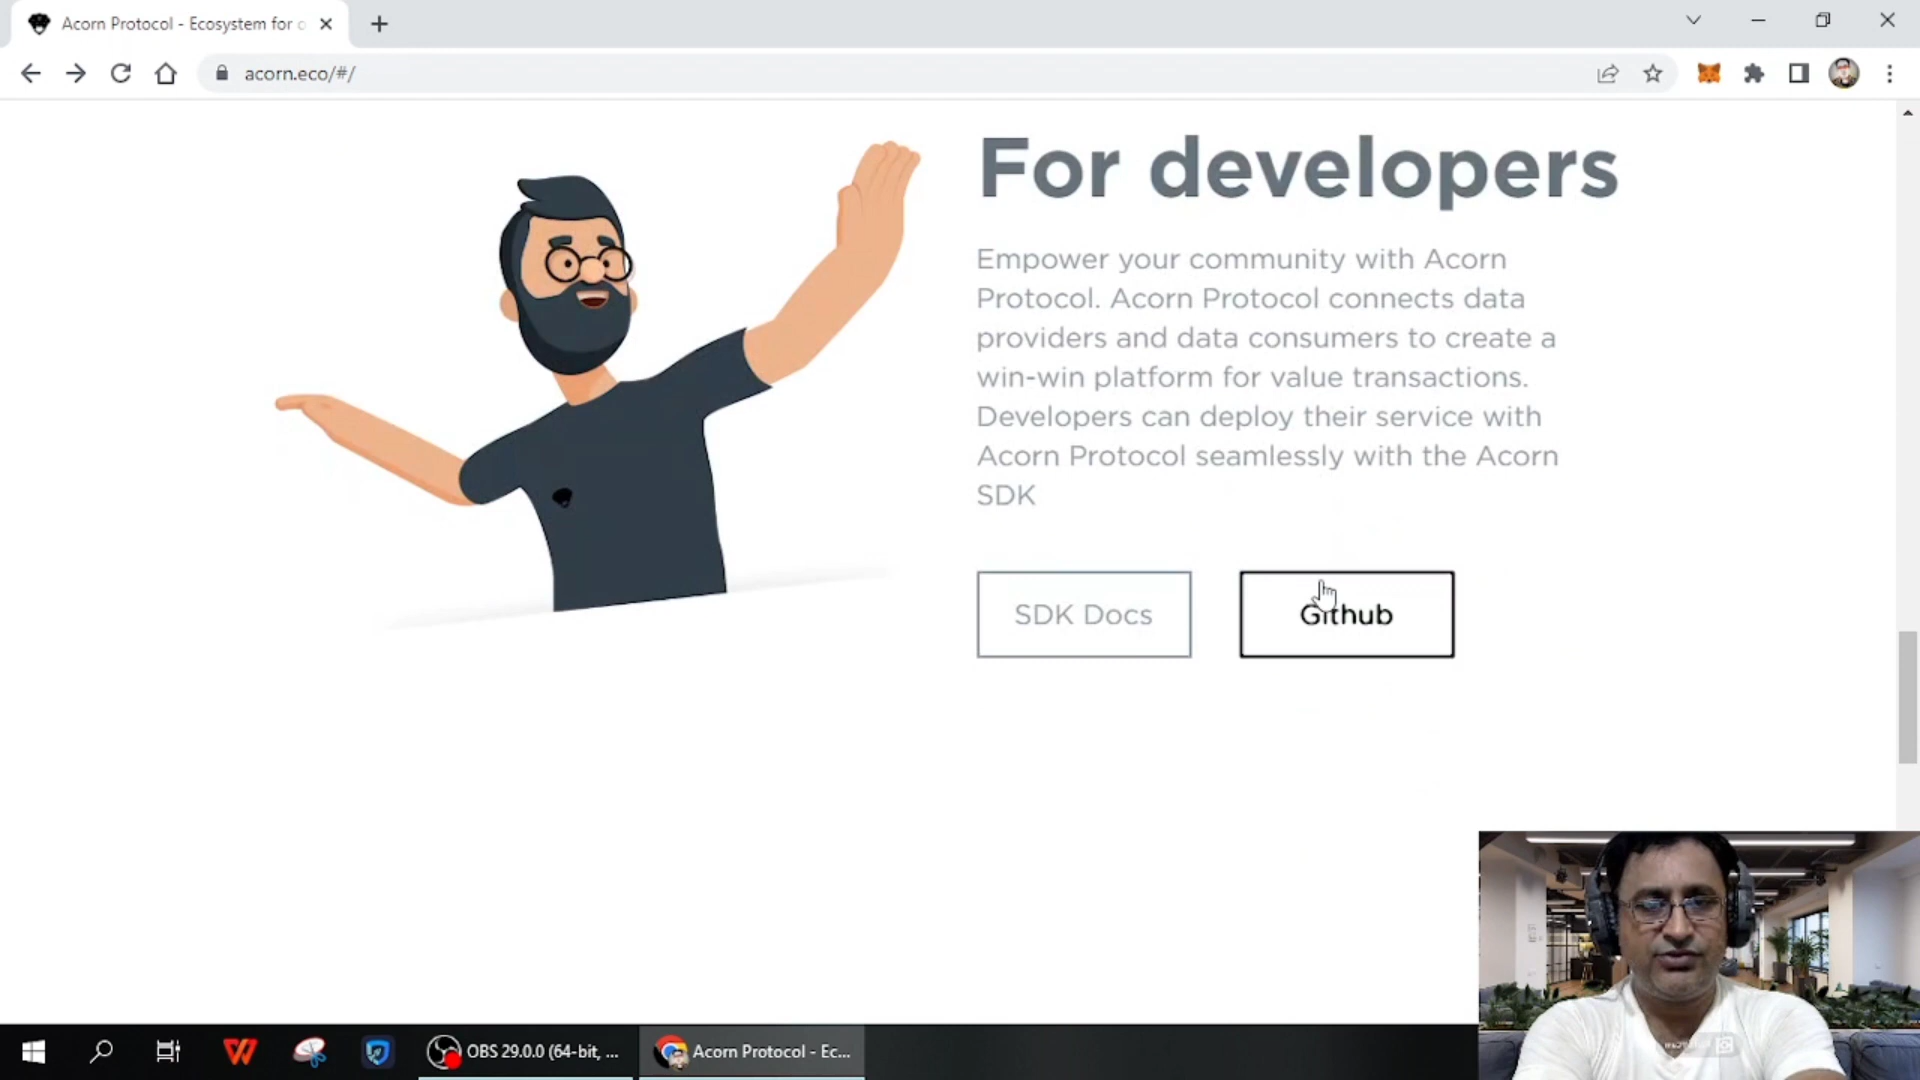 Acorn Protocol - Ecosystem for o
acorn.eco/#/
For developers
Empower your community with Acorn
Protocol. Acorn Protocol connects data
providers and data consumers to create a
win-win platform for value transactions.
Developers can deploy their service with
Acorn Protocol seamlessly with the Acorn
SDK
SDK Docs
Github
OBS 29.0.0 (64-bit, ...
Acorn Protocol - Ec...